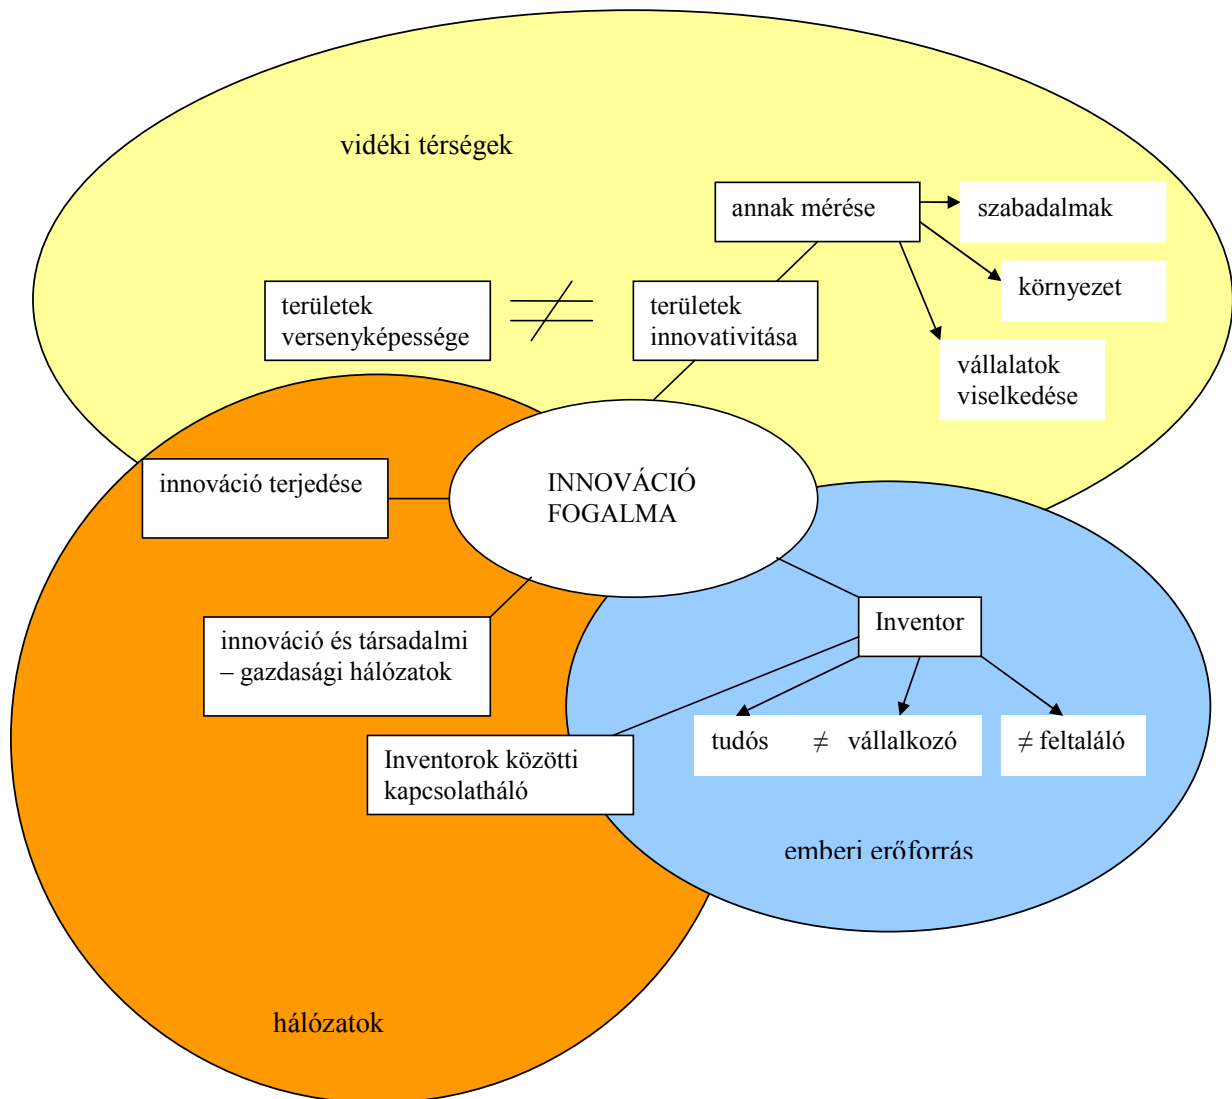 vidéki térségek
annak mérése
szabadalmak
környezet
területek
versenyképessége
területek
innovativitása
vállalatok
viselkedése
innováció terjedése
INNOVÁCIÓ
FOGALMA
Inventor
innováció és társadalmi
– gazdasági hálózatok
tudós ≠ vállalkozó
≠ feltaláló
Inventorok közötti
kapcsolatháló
emberi erőforrás
hálózatok